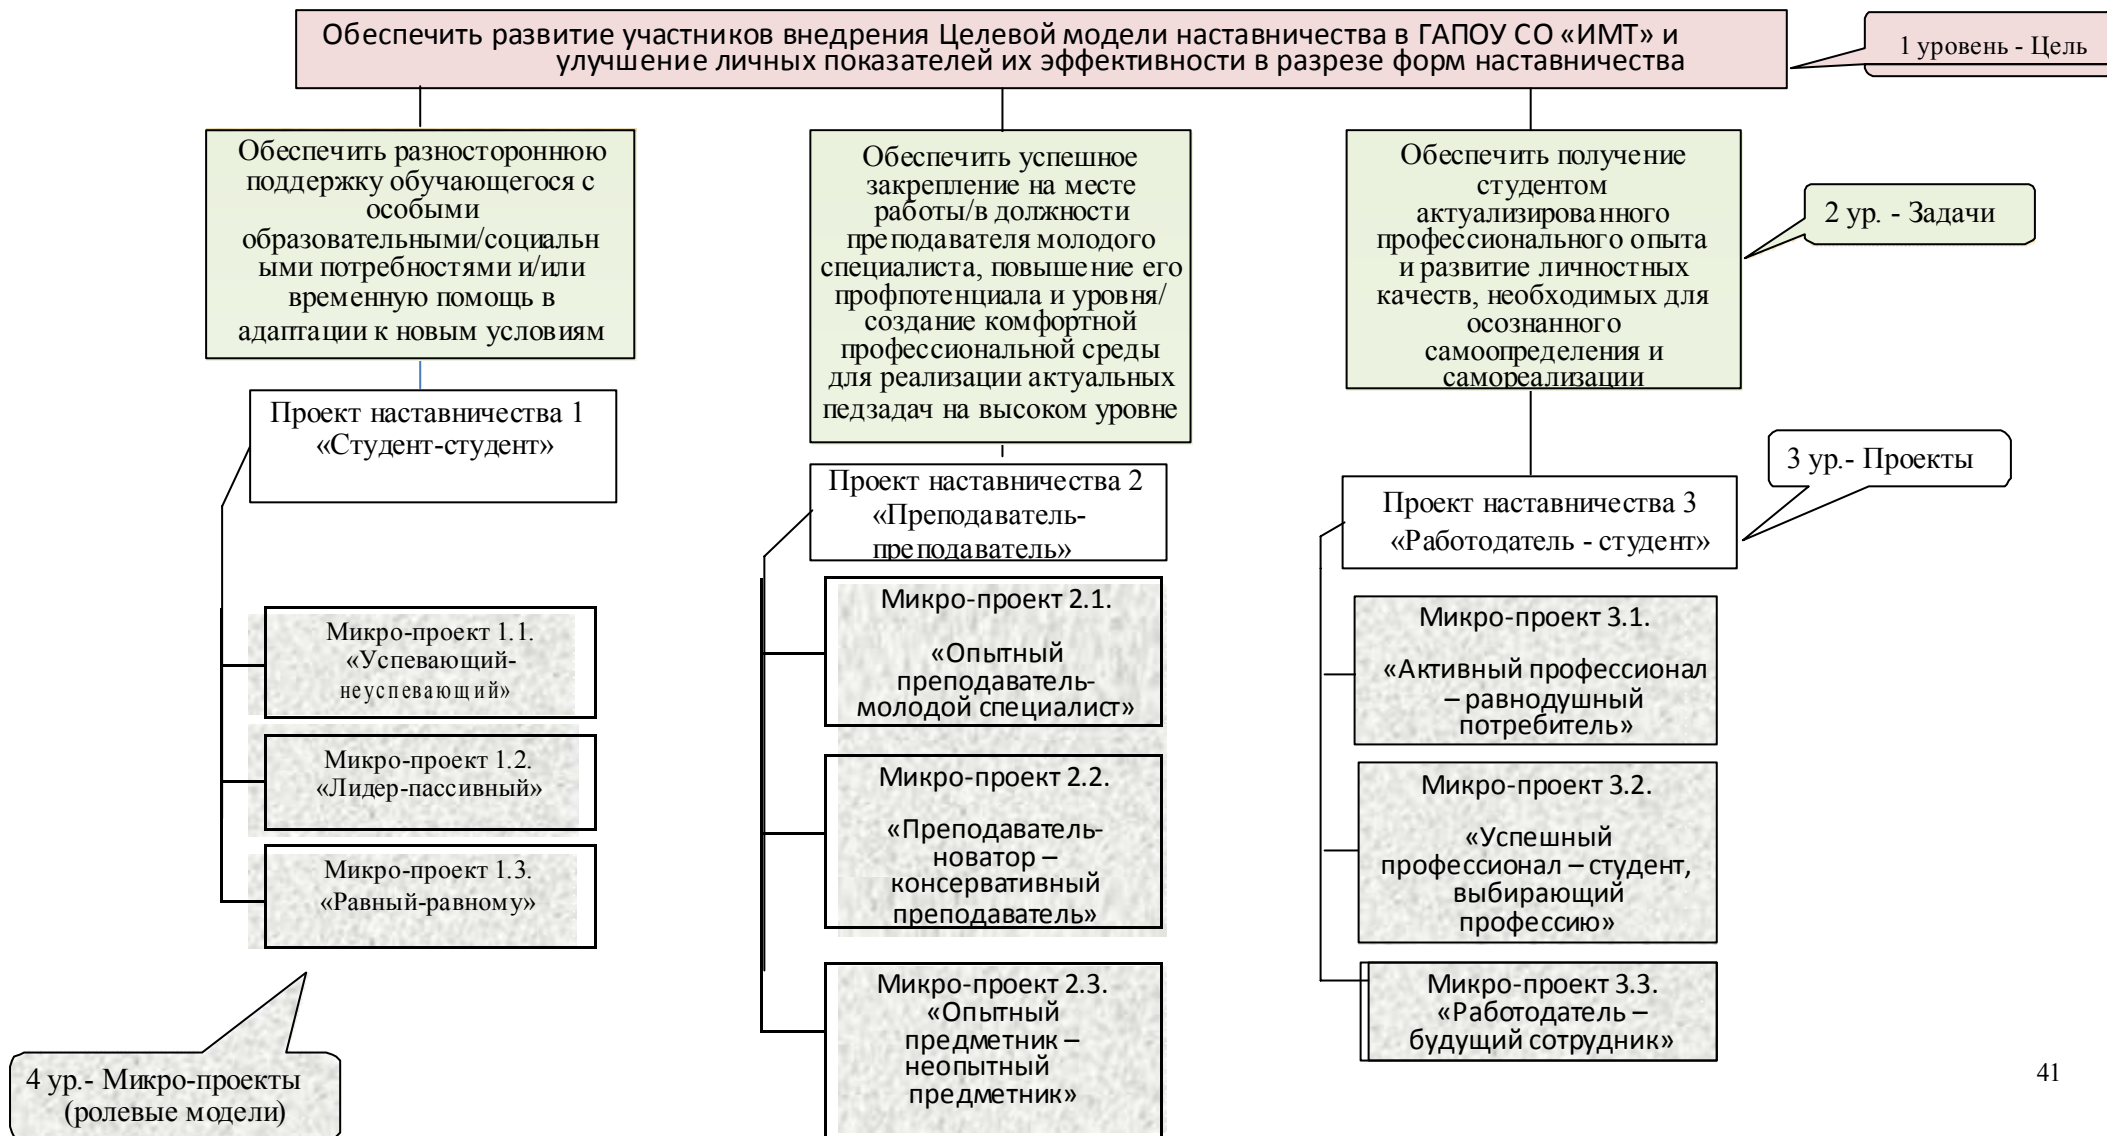 Обеспечить развитие участников внедрения Целевой модели наставничества в ГАПОУ СО «ИМТ» и
улучшение личных показателей их эффективности в разрезе форм наставничества
1 уровень - Цель
Обеспечить разностороннюю
поддержку обучающегося с
особыми
образовательными/социальн
ыми потребностями и/или
временную помощь в
адаптации к новым условиям
Обеспечить успешное
закрепление на месте
работы/в должности
преподавателя молодого
специалиста, повышение его
профпотенциала и уровня/
создание комфортной
профессиональной среды
для реализации актуальных
педзадач на высоком уровне
Обеспечить получение
студентом
актуализированного
профессионального опыта
и развитие личностных
качеств, необходимых для
осознанного
самоопределения и
самореализации
2 ур. - Задачи
Проект наставничества 1
«Студент-студент»
Проект наставничества 2
«Преподаватель-
преподаватель»
Проект наставничества 3
«Работодатель - студент»
3 ур.- Проекты
Микро-проект 1.1.
«Успевающий-
неуспевающий»
Микро-проект 1.2.
«Лидер-пассивный»
Микро-проект 1.3.
«Равный-равному»
Микро-проект 2.1.
«Опытный
преподаватель-
молодой специалист»
Микро-проект 2.2.
«Преподаватель-
новатор –
консервативный
преподаватель»
Микро-проект 2.3.
«Опытный
предметник –
неопытный
предметник»
Микро-проект 3.1.
«Активный профессионал
– равнодушный
потребитель»
Микро-проект 3.2.
«Успешный
профессионал – студент,
выбирающий
профессию»
Микро-проект 3.3.
«Работодатель –
будущий сотрудник»
4 ур.- Микро-проекты
(ролевые модели)
41